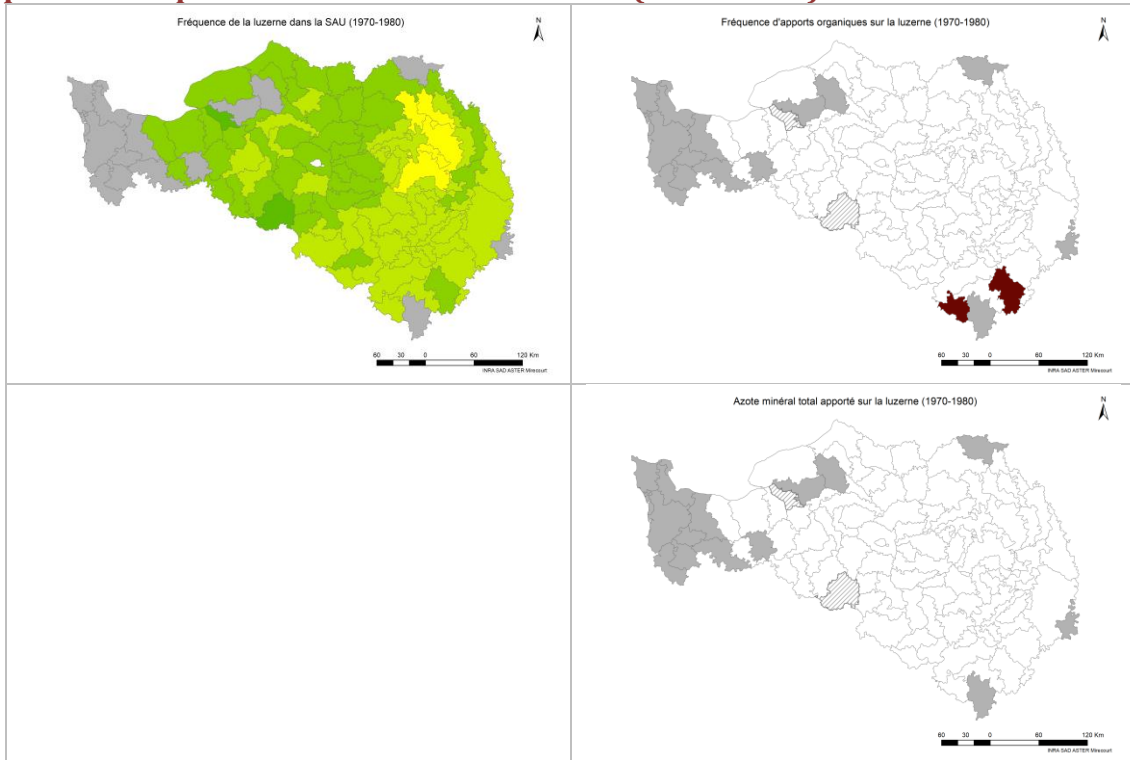 Fréquence de la luzerne dans la SAU (1970-1980)
N
60 30 0 60 120 Km
INRA SAD ASTER Mirecourt
Fréquence d'apports organiques sur la luzerne (1970-1980)
N
60 30 0 60 120 Km
INRA SAD ASTER Mirecourt
Azote minéral total apporté sur la luzerne (1970-1980)
N
60 30 0 60 120 Km
INRA SAD ASTER Mirecourt